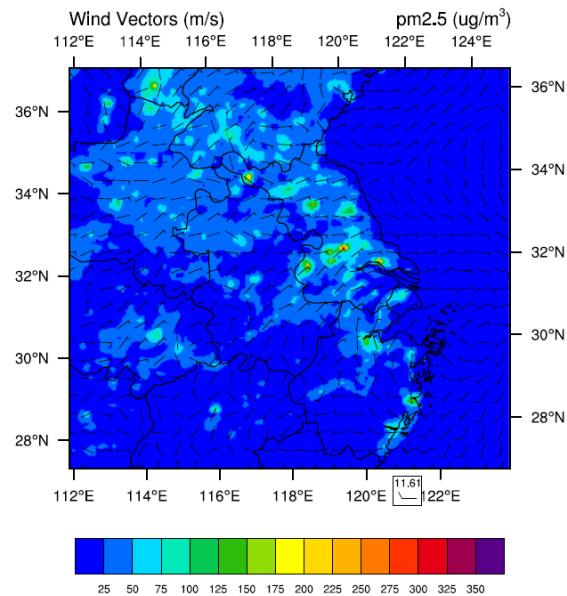 Wind Vectors (m/s) pm2.5 (ug/m³)
112°E 114°E 116°E 118°E 120°E 122°E 124°E
36°N 36°N
34°N 34°N
32°N 32°N
30°N 30°N
28°N 28°N
112°E 114°E 116°E 118°E 120°E 122°E
11.61
25 50 75 100 125 150 175 200 225 250 275 300 325 350